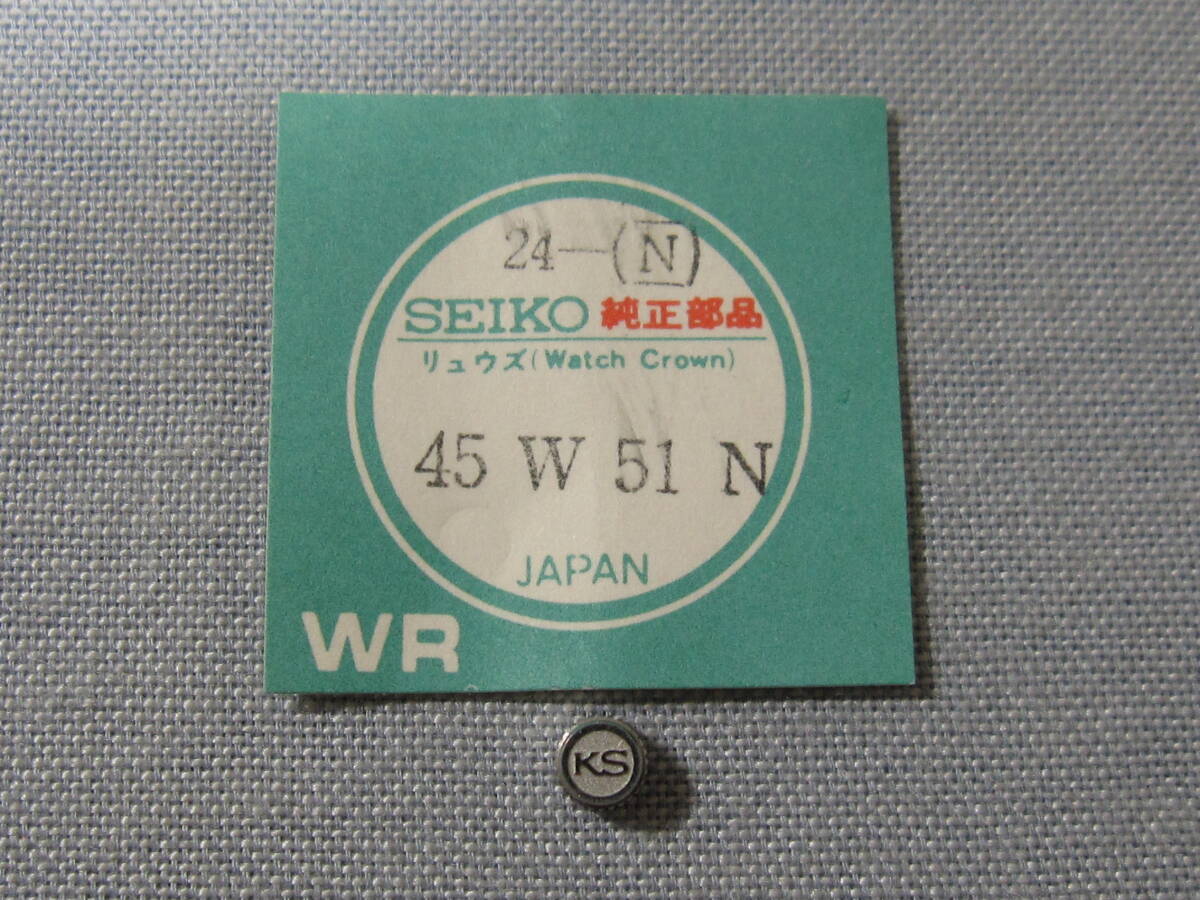 24—(N)
SEIKO 純正部品
リュウズ(Watch Crown)
45 W 51 N
JAPAN
WR
KS